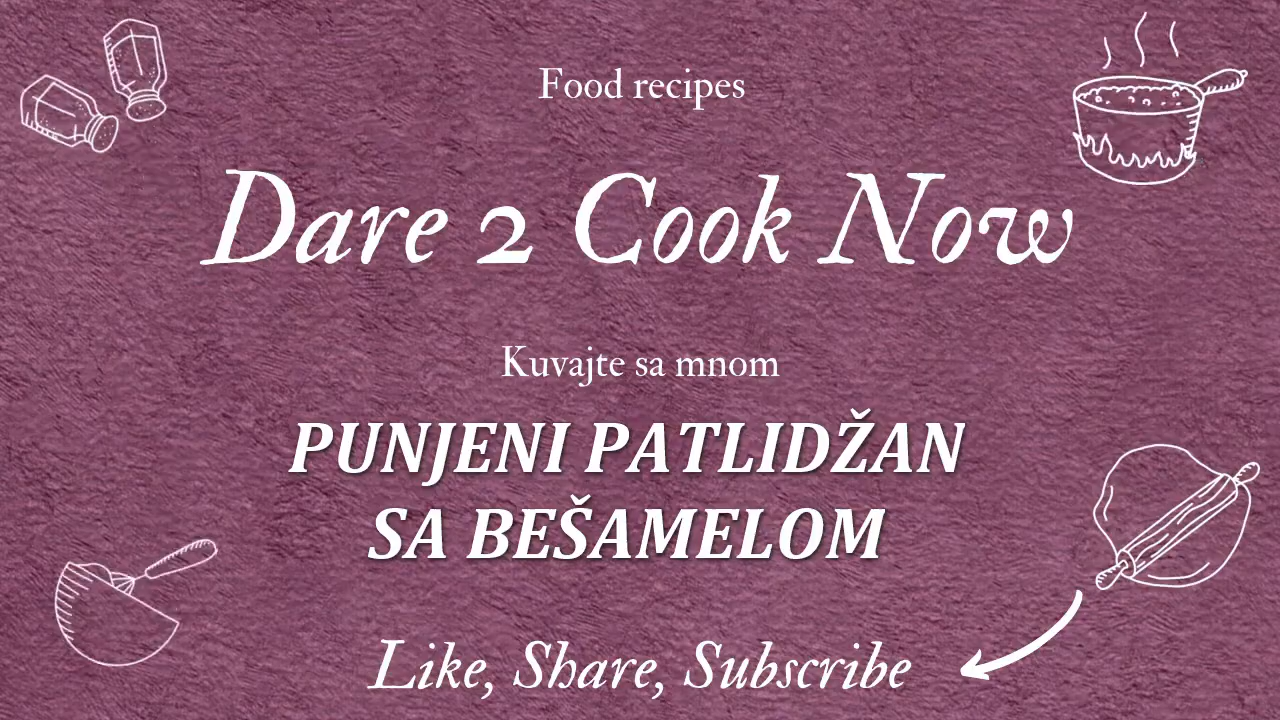 Food recipes
Dare 2 Cook Now
Kuvajte sa mnom
PUNJENI PATLIDŽAN
SA BEŠAMELOM
Like, Share, Subscribe